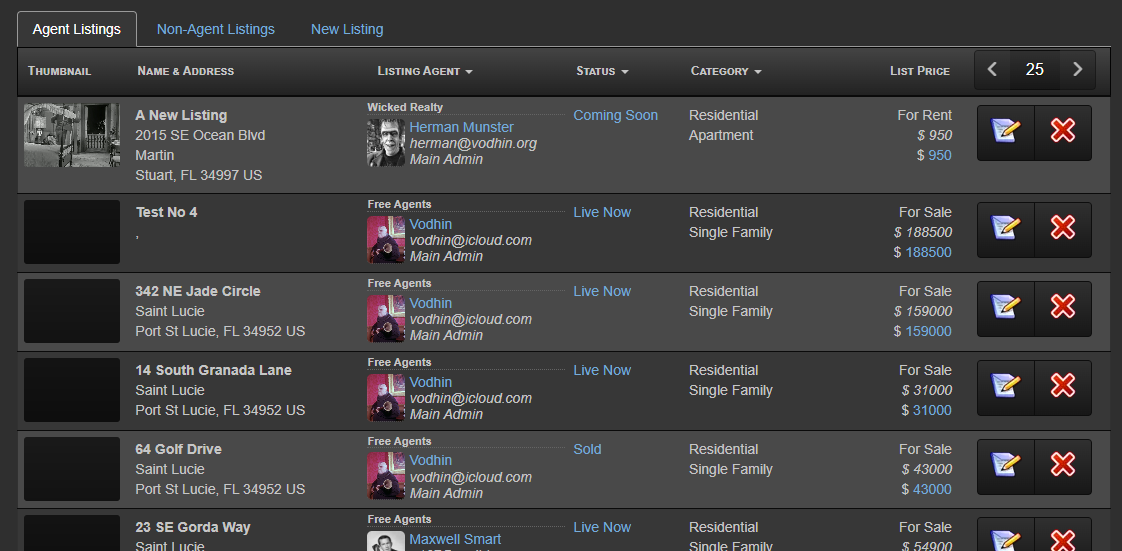 Agent Listings Non-Agent Listings New Listing
THUMBNAIL NAME & ADDRESS LISTING AGENT STATUS CATEGORY LIST PRICE 25
A New Listing
2015 SE Ocean Blvd
Martin
Stuart, FL 34997 US
Wicked Realty
Herman Munster
herman@vodhin.org
Main Admin
Coming Soon
Residential
Apartment
For Rent
$ 950
$ 950
Test No 4
,
Free Agents
Vodhin
vodhin@icloud.com
Main Admin
Live Now
Residential
Single Family
For Sale
$ 188500
$ 188500
342 NE Jade Circle
Saint Lucie
Port St Lucie, FL 34952 US
Free Agents
Vodhin
vodhin@icloud.com
Main Admin
Live Now
Residential
Single Family
For Sale
$ 159000
$ 159000
14 South Granada Lane
Saint Lucie
Port St Lucie, FL 34952 US
Free Agents
Vodhin
vodhin@icloud.com
Main Admin
Live Now
Residential
Single Family
For Sale
$ 31000
$ 31000
64 Golf Drive
Saint Lucie
Port St Lucie, FL 34952 US
Free Agents
Vodhin
vodhin@icloud.com
Main Admin
Sold
Residential
Single Family
For Sale
$ 43000
$ 43000
23 SE Gorda Way
Saint Lucie
Free Agents
Maxwell Smart
Live Now
Residential
Single Family
For Sale
$ 54900